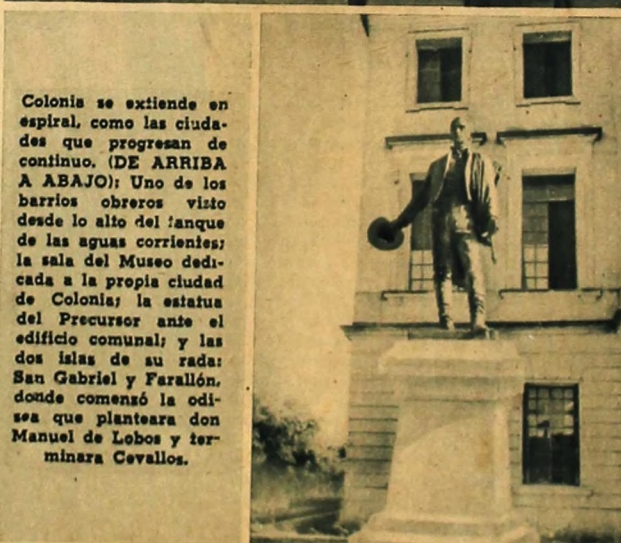 Colonia se extiende en
espiral, como las ciuda-
des que progresan de
continuo. (DE ARRIBA
A ABAJO): Uno de los
barrios obreros visto
desde lo alto del tanque
de las aguas corrientes;
la sala del Museo dedi-
cada a la propia ciudad
de Colonia; la estatua
del Precursor ante el
edificio comunal; y las
dos islas de su rada:
San Gabriel y Farallón,
donde comenzó la odi-
sea que planteara don
Manuel de Lobos y ter-
minara Cevallos.